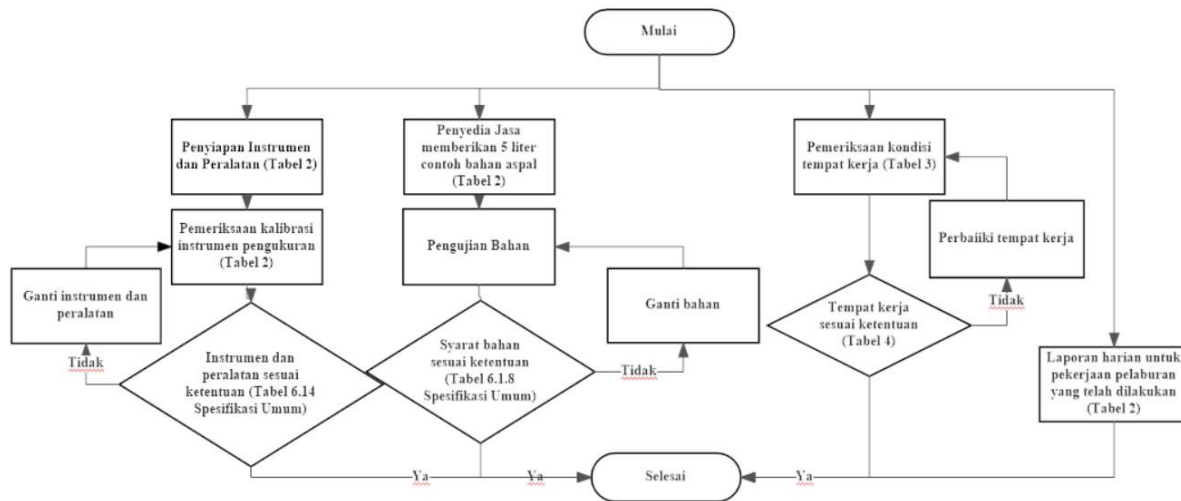 Mulai
Penyiapan Instrumen
dan Peralatan (Tabel 2)
Penyedia Jasa
memberikan 5 liter
contoh bahan aspal
(Tabel 2)
Pemeriksaan kondisi
tempat kerja (Tabel 3)
Pemeriksaan kalibrasi
instrumen pengukuran
(Tabel 2)
Pengujian Bahan
Perbaiiki tempat kerja
Ganti instrumen dan
peralatan
Ganti bahan
Tidak
Tempat kerja
sesuai ketentuan
(Tabel 4)
Tidak
Instrumen dan
peralatan sesuai
ketentuan (Tabel 6.14
Spesifikasi Umum)
Syarat bahan
sesuai ketentuan
(Tabel 6.1.8
Spesifikasi Umum)
Tidak
Laporan harian untuk
pekerjaan pelaburan
yang telah dilakukan
(Tabel 2)
Ya
Ya
Selesai
Ya